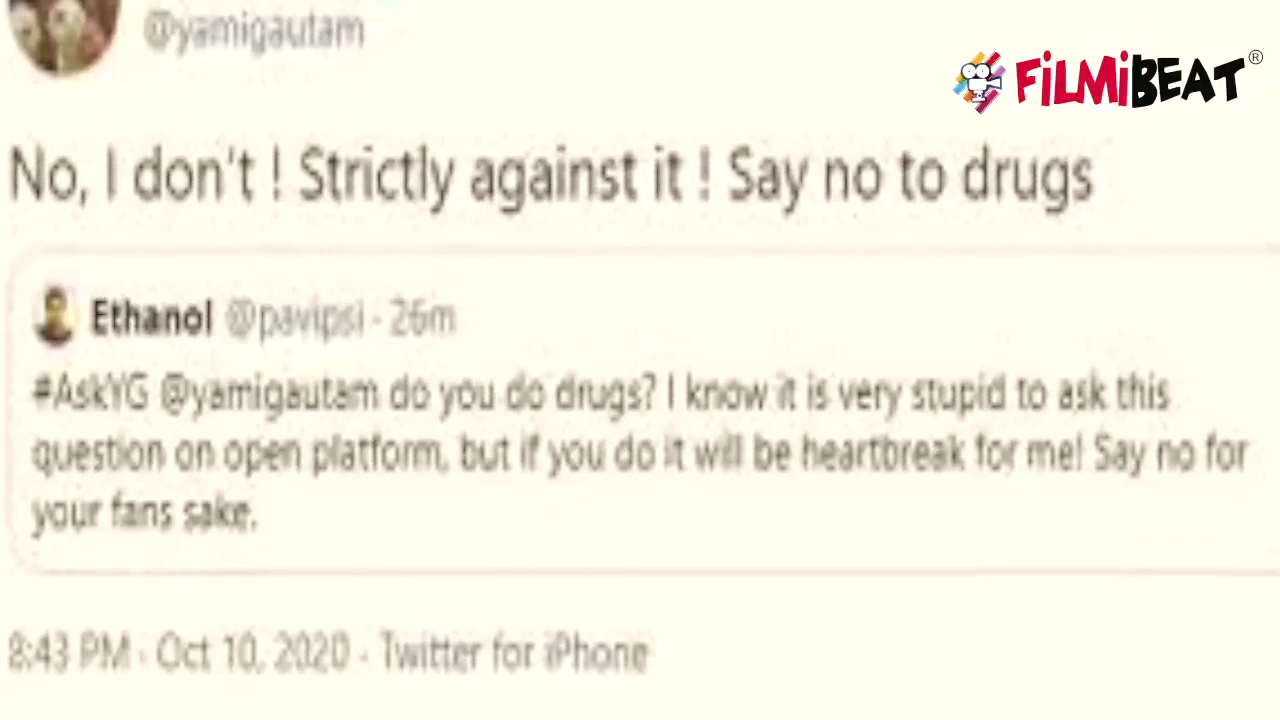 @yamigautam
FiLMiBEAT®
No, I don't ! Strictly against it ! Say no to drugs
Ethanol @pavipsi · 26m
#AskYG @yamigautam do you do drugs? I know it is very stupid to ask this
question on open platform, but if you do it will be heartbreak for me! Say no for
your fans sake.
8:43 PM · Oct 10, 2020 · Twitter for iPhone